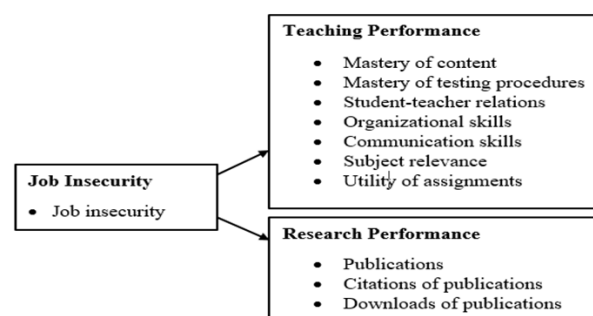 Teaching Performance
• Mastery of content
• Mastery of testing procedures
• Student-teacher relations
• Organizational skills
• Communication skills
• Subject relevance
• Utility of assignments
Job Insecurity
• Job insecurity
Research Performance
• Publications
• Citations of publications
• Downloads of publications